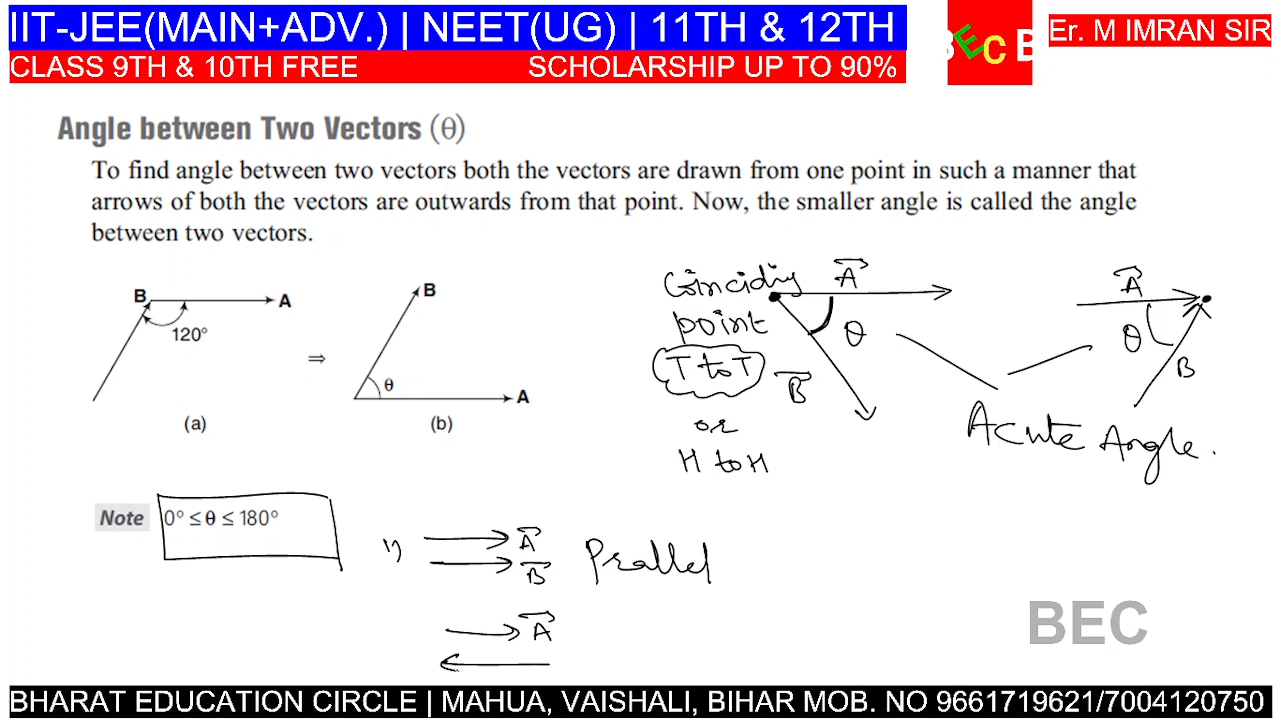 IIT-JEE(MAIN+ADV.) | NEET(UG) | 11TH & 12TH
CLASS 9TH & 10TH FREE SCHOLARSHIP UP TO 90%
BEC B
Er. M IMRAN SIR
Angle between Two Vectors (θ)
To find angle between two vectors both the vectors are drawn from one point in such a manner that
arrows of both the vectors are outwards from that point. Now, the smaller angle is called the angle
between two vectors.
B A
120°
(a)
⇒
B
θ
A
(b)
Coinciding
point
T to T
or
H to H
A
θ
B
A
θ
B
Acute Angle.
Note 0° ≤ θ ≤ 180°
A
B
Prallel
A
BEC
BHARAT EDUCATION CIRCLE | MAHUA, VAISHALI, BIHAR MOB. NO 9661719621/7004120750